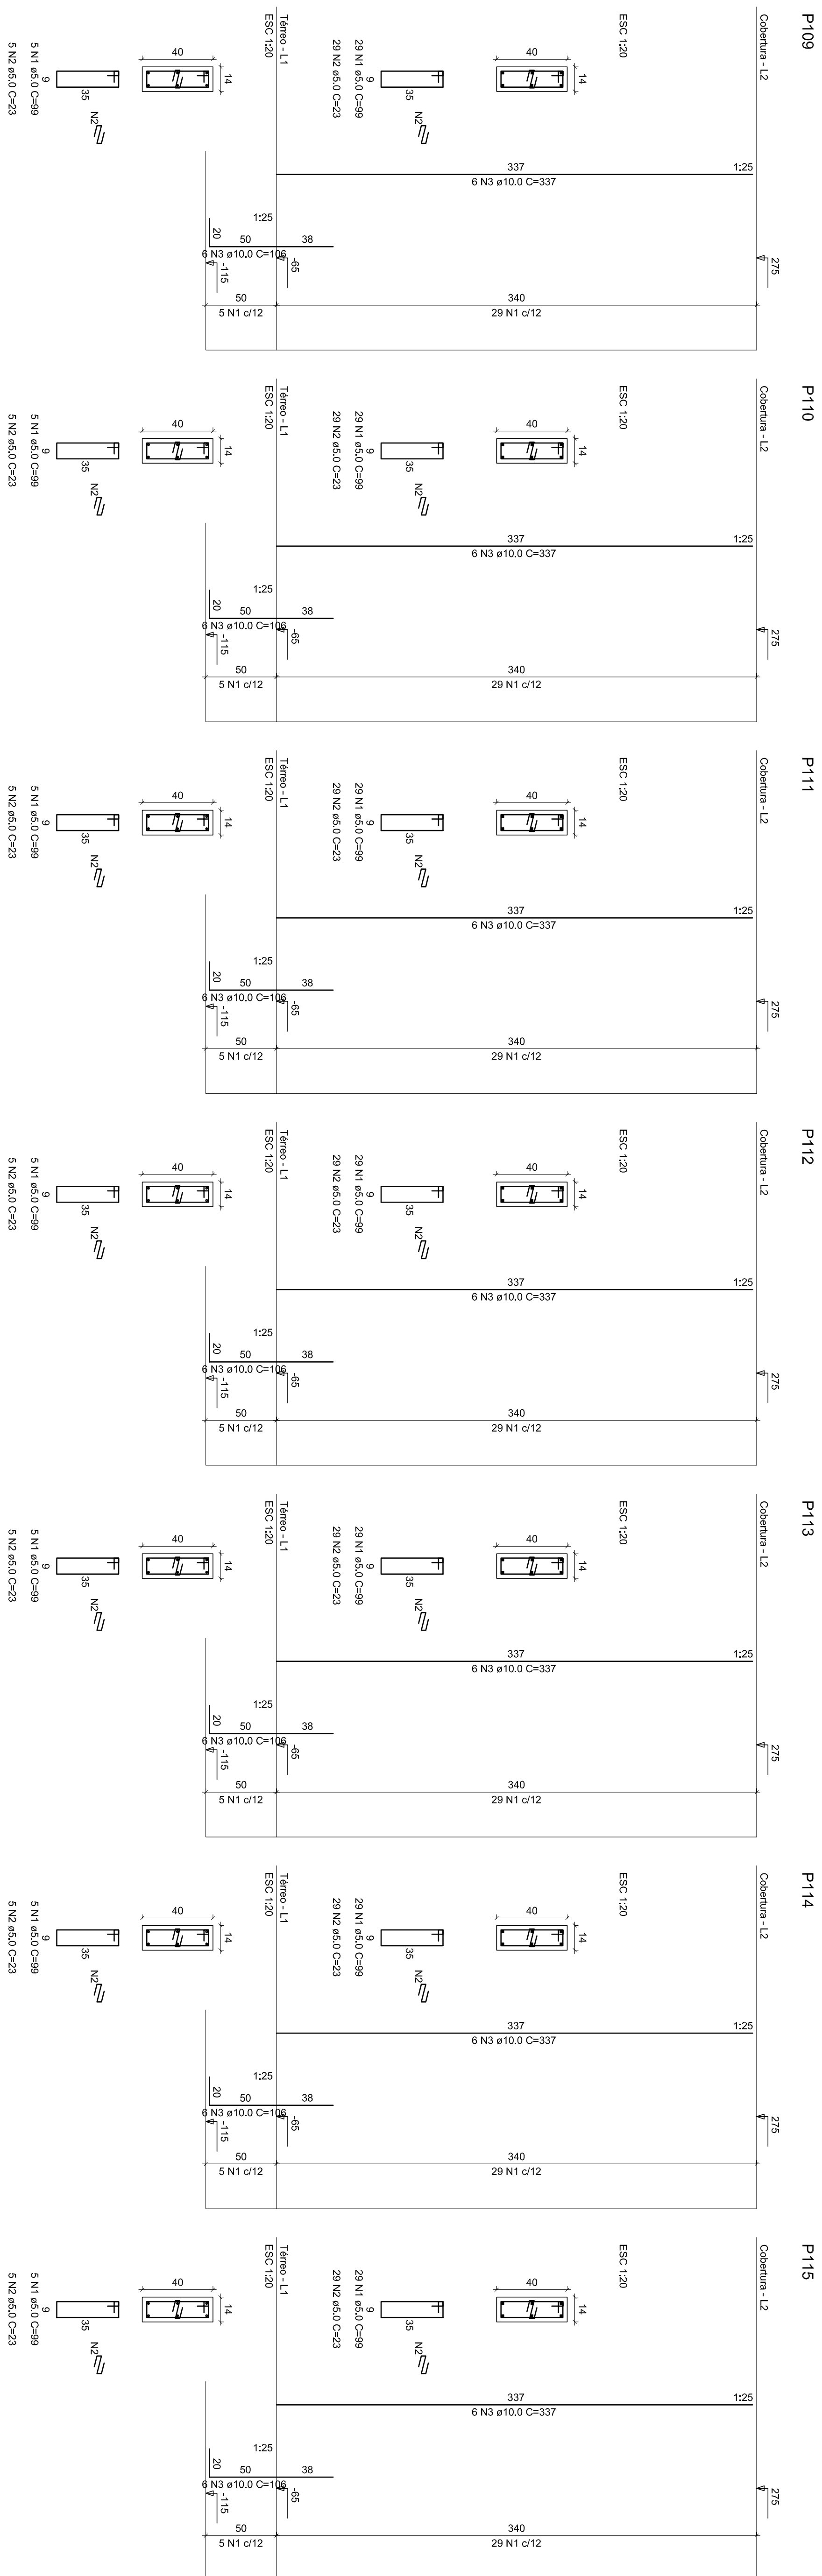 P109
Cobertura - L2
275
1:25
ESC 1:20
14
40
337
6 N3 ø10.0 C=337
340
29 N1 c/12
35
N2
9
29 N1 ø5.0 C=99
29 N2 ø5.0 C=23
38
Térreo - L1
-65
ESC 1:20
1:25
14
40
50
20
6 N3 ø10.0 C=106
-115
50
5 N1 c/12
35
N2
9
5 N1 ø5.0 C=99
5 N2 ø5.0 C=23
P110
Cobertura - L2
275
1:25
ESC 1:20
14
40
337
6 N3 ø10.0 C=337
340
29 N1 c/12
35
N2
9
29 N1 ø5.0 C=99
29 N2 ø5.0 C=23
38
Térreo - L1
-65
ESC 1:20
1:25
14
40
50
20
6 N3 ø10.0 C=106
-115
50
5 N1 c/12
35
N2
9
5 N1 ø5.0 C=99
5 N2 ø5.0 C=23
P111
Cobertura - L2
275
1:25
ESC 1:20
14
40
337
6 N3 ø10.0 C=337
340
29 N1 c/12
35
N2
9
29 N1 ø5.0 C=99
29 N2 ø5.0 C=23
38
Térreo - L1
-65
ESC 1:20
1:25
14
40
50
20
6 N3 ø10.0 C=106
-115
50
5 N1 c/12
35
N2
9
5 N1 ø5.0 C=99
5 N2 ø5.0 C=23
P112
Cobertura - L2
275
1:25
ESC 1:20
14
40
337
6 N3 ø10.0 C=337
340
29 N1 c/12
35
N2
9
29 N1 ø5.0 C=99
29 N2 ø5.0 C=23
38
Térreo - L1
-65
ESC 1:20
1:25
14
40
50
20
6 N3 ø10.0 C=106
-115
50
5 N1 c/12
35
N2
9
5 N1 ø5.0 C=99
5 N2 ø5.0 C=23
P113
Cobertura - L2
275
1:25
ESC 1:20
14
40
337
6 N3 ø10.0 C=337
340
29 N1 c/12
35
N2
9
29 N1 ø5.0 C=99
29 N2 ø5.0 C=23
38
Térreo - L1
-65
ESC 1:20
1:25
14
40
50
20
6 N3 ø10.0 C=106
-115
50
5 N1 c/12
35
N2
9
5 N1 ø5.0 C=99
5 N2 ø5.0 C=23
P114
Cobertura - L2
275
1:25
ESC 1:20
14
40
337
6 N3 ø10.0 C=337
340
29 N1 c/12
35
N2
9
29 N1 ø5.0 C=99
29 N2 ø5.0 C=23
38
Térreo - L1
-65
ESC 1:20
1:25
14
40
50
20
6 N3 ø10.0 C=106
-115
50
5 N1 c/12
35
N2
9
5 N1 ø5.0 C=99
5 N2 ø5.0 C=23
P115
Cobertura - L2
275
1:25
ESC 1:20
14
40
337
6 N3 ø10.0 C=337
340
29 N1 c/12
35
N2
9
29 N1 ø5.0 C=99
29 N2 ø5.0 C=23
38
Térreo - L1
-65
ESC 1:20
1:25
14
40
50
20
6 N3 ø10.0 C=106
-115
50
5 N1 c/12
35
N2
9
5 N1 ø5.0 C=99
5 N2 ø5.0 C=23